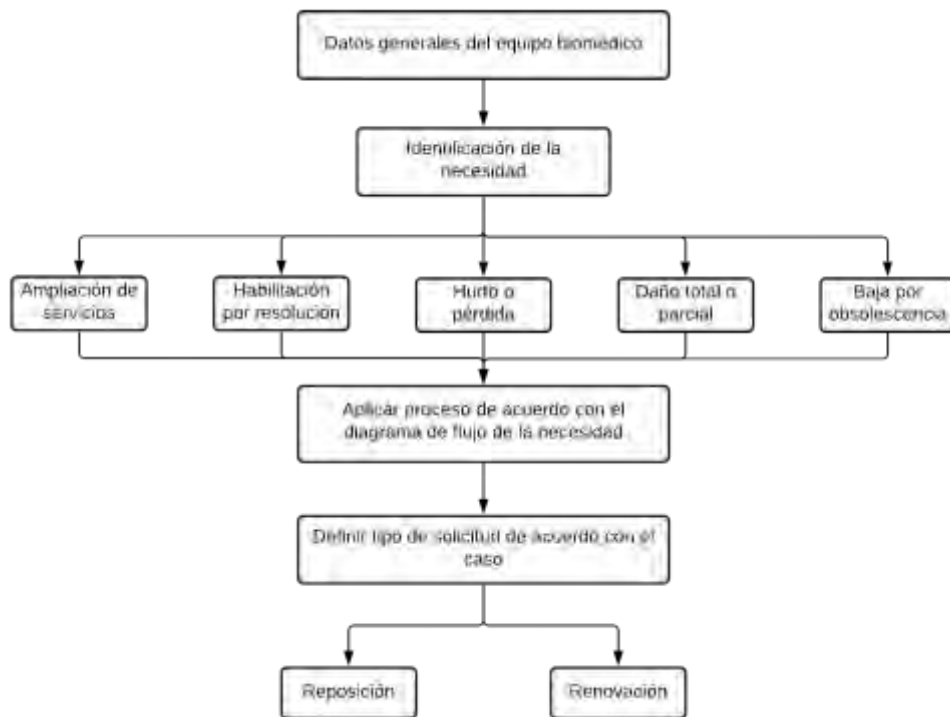 Datos generales del equipo biomédico
Identificación de la
necesidad
Ampliación de
servicios
Habilitación
por resolución
Hurto o
pérdida
Daño total o
parcial
Baja por
obsolescencia
Aplicar proceso de acuerdo con el
diagrama de flujo de la necesidad
Definir tipo de solicitud de acuerdo con el
caso
Reposición
Renovación